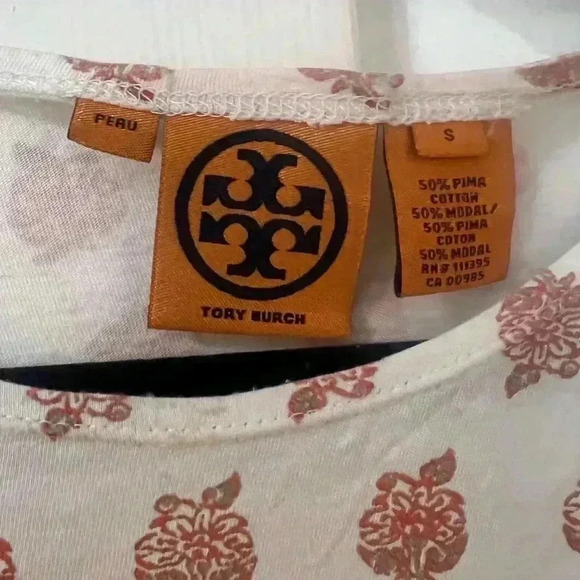 PERU
TORY BURCH
S
50% PIMA
COTTON
50% MODAL/
50% PIMA
COTON
50% MODAL
RN# 111395
CA 00985